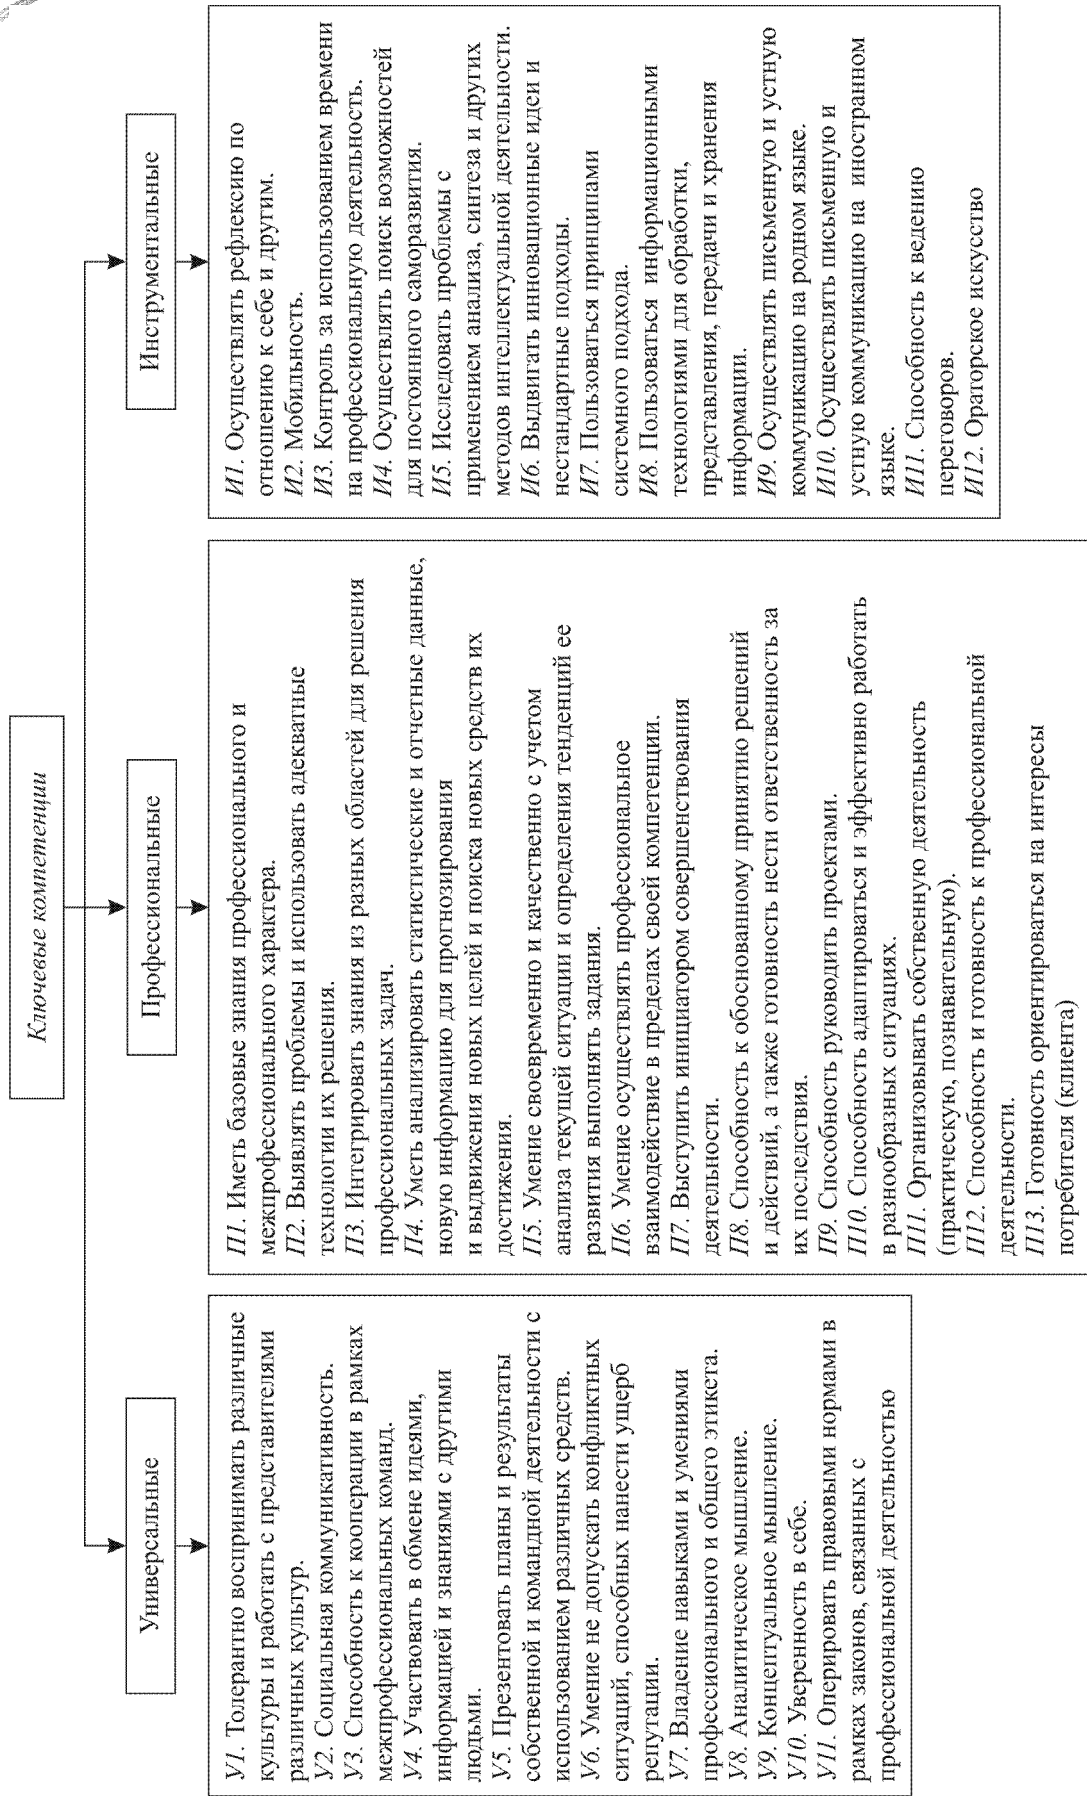 Ключевые компетенции
Универсальные
У1. Толерантно воспринимать различные
культуры и работать с представителями
различных культур.
У2. Социальная коммуникативность.
У3. Способность к кооперации в рамках
межпрофессиональных команд.
У4. Участвовать в обмене идеями,
информацией и знаниями с другими
людьми.
У5. Презентовать планы и результаты
собственной и командной деятельности с
использованием различных средств.
У6. Умение не допускать конфликтных
ситуаций, способных нанести ущерб
репутации.
У7. Владение навыками и умениями
профессионального и общего этикета.
У8. Аналитическое мышление.
У9. Концептуальное мышление.
У10. Уверенность в себе.
У11. Оперировать правовыми нормами в
рамках законов, связанных с
профессиональной деятельностью
Профессиональные
П1. Иметь базовые знания профессионального и
межпрофессионального характера.
П2. Выявлять проблемы и использовать адекватные
технологии их решения.
П3. Интегрировать знания из разных областей для решения
профессиональных задач.
П4. Уметь анализировать статистические и отчетные данные,
новую информацию для прогнозирования
и выдвижения новых целей и поиска новых средств их
достижения.
П5. Умение своевременно и качественно с учетом
анализа текущей ситуации и определения тенденций ее
развития выполнять задания.
П6. Умение осуществлять профессиональное
взаимодействие в пределах своей компетенции.
П7. Выступить инициатором совершенствования
деятельности.
П8. Способность к обоснованному принятию решений
и действий, а также готовность нести ответственность за
их последствия.
П9. Способность руководить проектами.
П10. Способность адаптироваться и эффективно работать
в разнообразных ситуациях.
П11. Организовывать собственную деятельность
(практическую, познавательную).
П12. Способность и готовность к профессиональной
деятельности.
П13. Готовность ориентироваться на интересы
потребителя (клиента)
Инструментальные
И1. Осуществлять рефлексию по
отношению к себе и другим.
И2. Мобильность.
И3. Контроль за использованием времени
на профессиональную деятельность.
И4. Осуществлять поиск возможностей
для постоянного саморазвития.
И5. Исследовать проблемы с
применением анализа, синтеза и других
методов интеллектуальной деятельности.
И6. Выдвигать инновационные идеи и
нестандартные подходы.
И7. Пользоваться принципами
системного подхода.
И8. Пользоваться информационными
технологиями для обработки,
представления, передачи и хранения
информации.
И9. Осуществлять письменную и устную
коммуникацию на родном языке.
И10. Осуществлять письменную и
устную коммуникацию на иностранном
языке.
И11. Способность к ведению
переговоров.
И12. Ораторское искусство